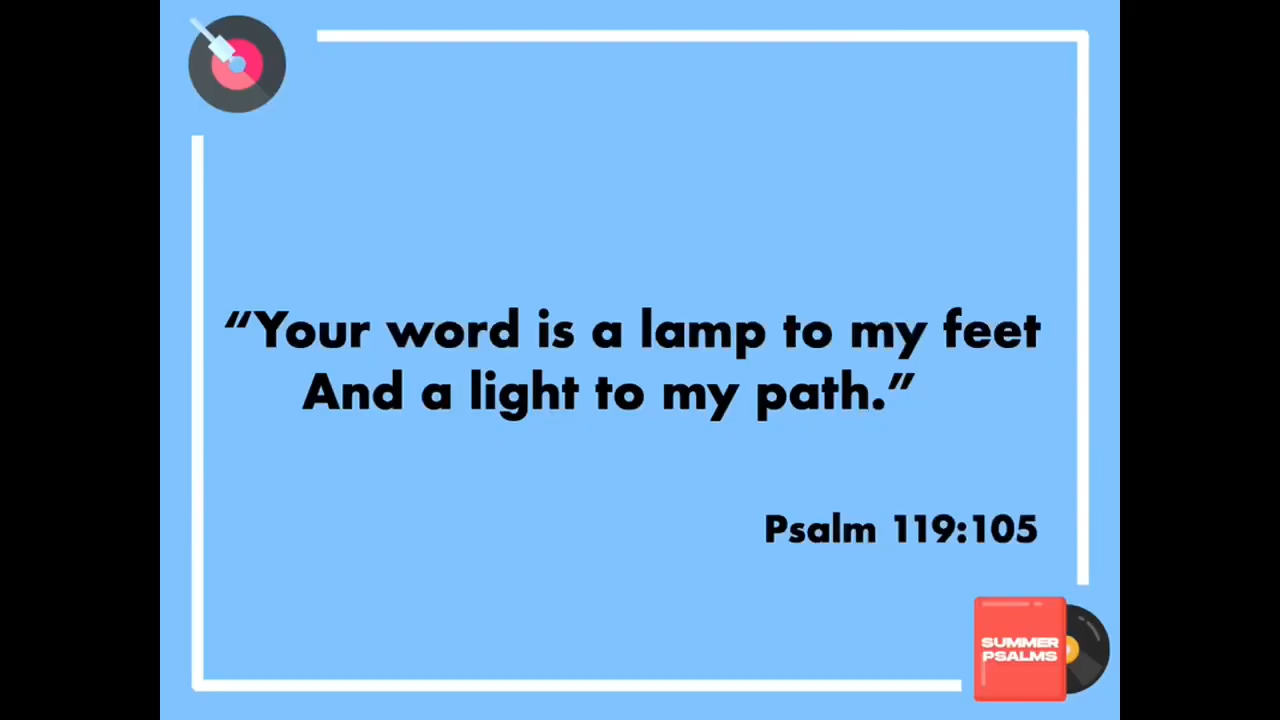 “Your word is a lamp to my feet
And a light to my path.”
Psalm 119:105
SUMMER
PSALMS